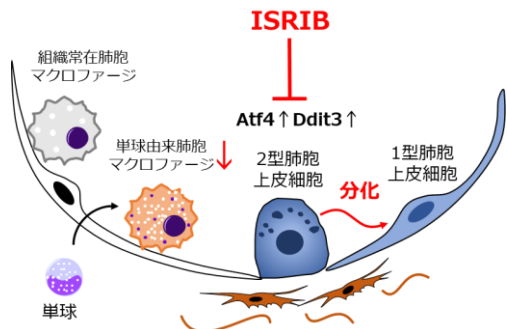 ISRIB
組織常在肺胞
マクロファージ
Atf4↑Ddit3↑
単球由来肺胞
マクロファージ
2型肺胞
上皮細胞
1型肺胞
上皮細胞
分化
単球